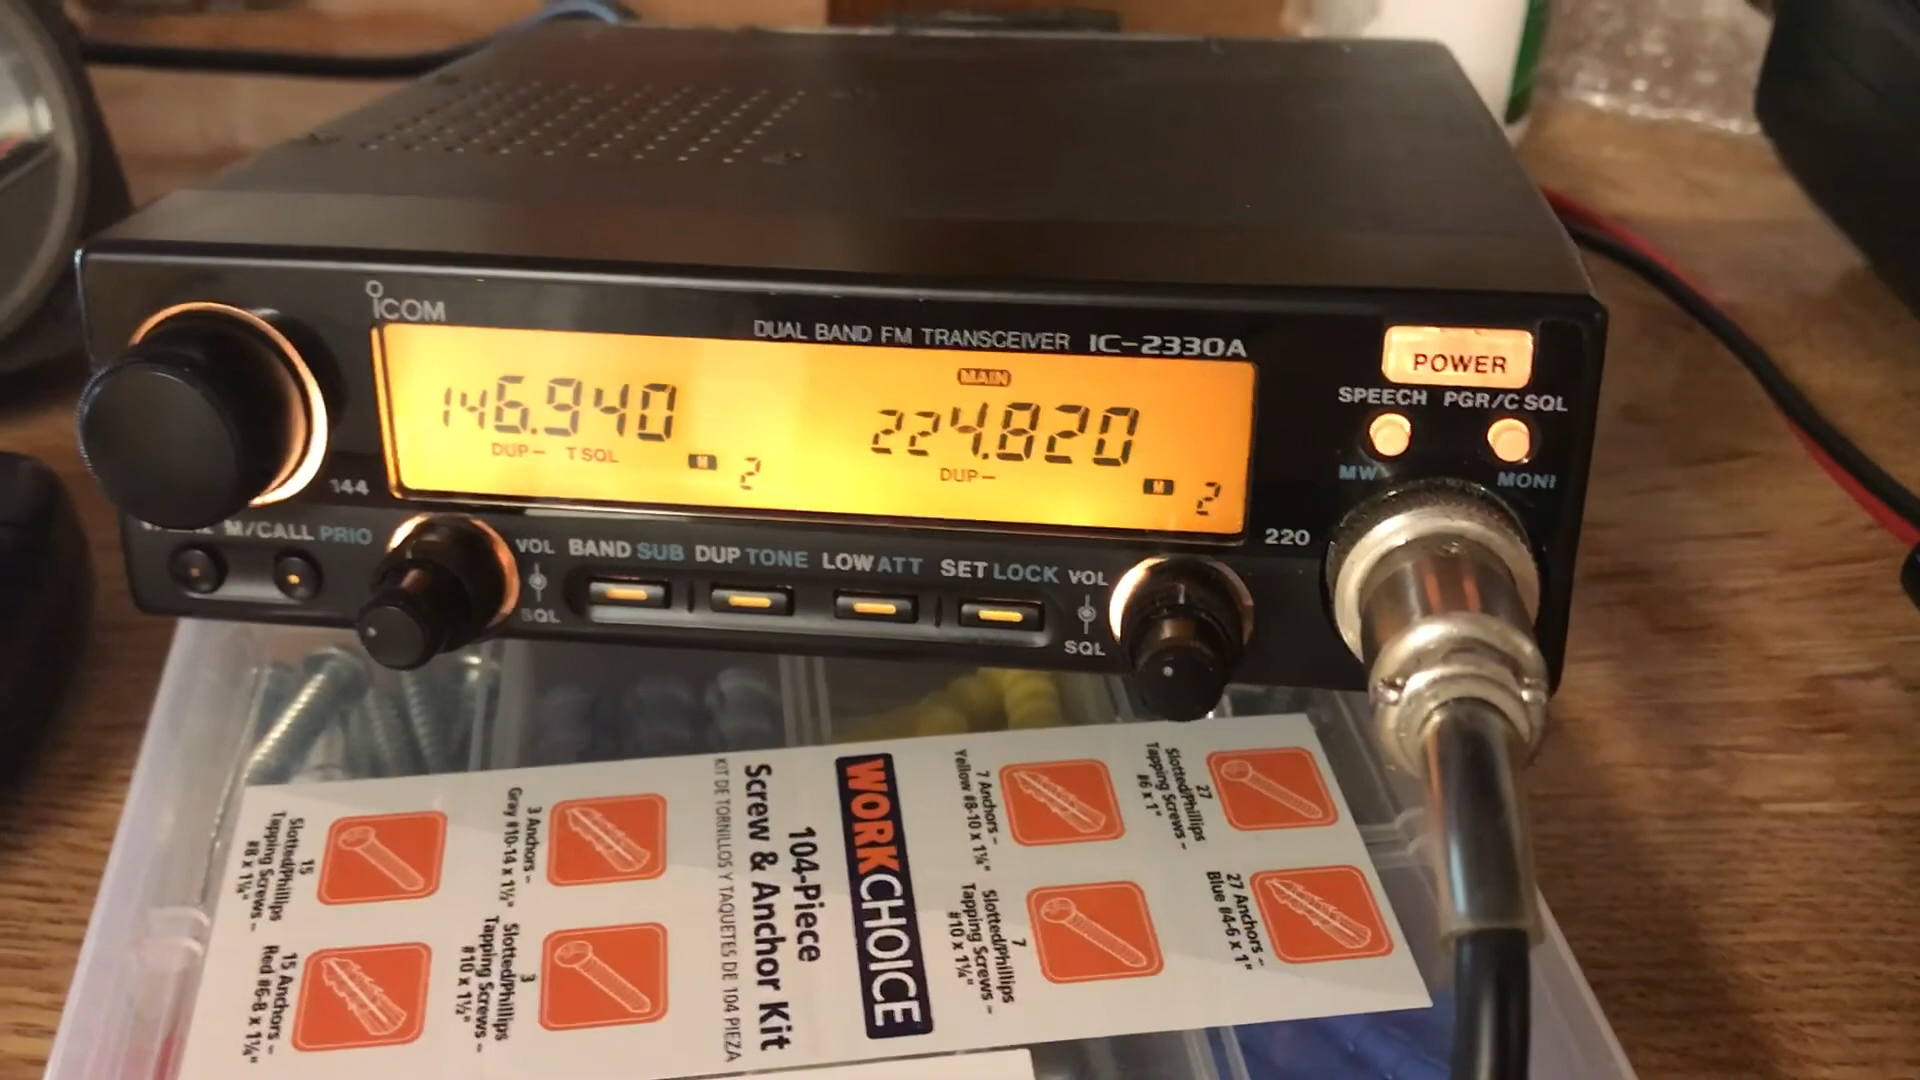 ICOM
DUAL BAND FM TRANSCEIVER IC-2330A
POWER
SPEECH PGR/C SQL
MW MONI
MAIN
146.940
224.820
DUP- T SQL
M 2
DUP-
M 2
144
220
M/CALL PRIO
VOL
SQL
BAND SUB DUP TONE LOW ATT SET LOCK
VOL
SQL
WORKCHOICE
104-Piece
Screw & Anchor Kit
KIT DE TORNILLOS Y TAQUETES DE 104 PIEZA
27
Slotted/Phillips
Tapping Screws –
#6 x 1"
27 Anchors –
Blue #4-6 x 1"
7 Anchors –
Yellow #8-10 x 1¼"
7
Slotted/Phillips
Tapping Screws –
#10 x 1¼"
3 Anchors –
Gray #10-14 x 1½"
3
Slotted/Phillips
Tapping Screws –
#10 x 1½"
15
Slotted/Phillips
Tapping Screws –
#8 x 1¼"
15 Anchors –
Red #6-8 x 1¼"